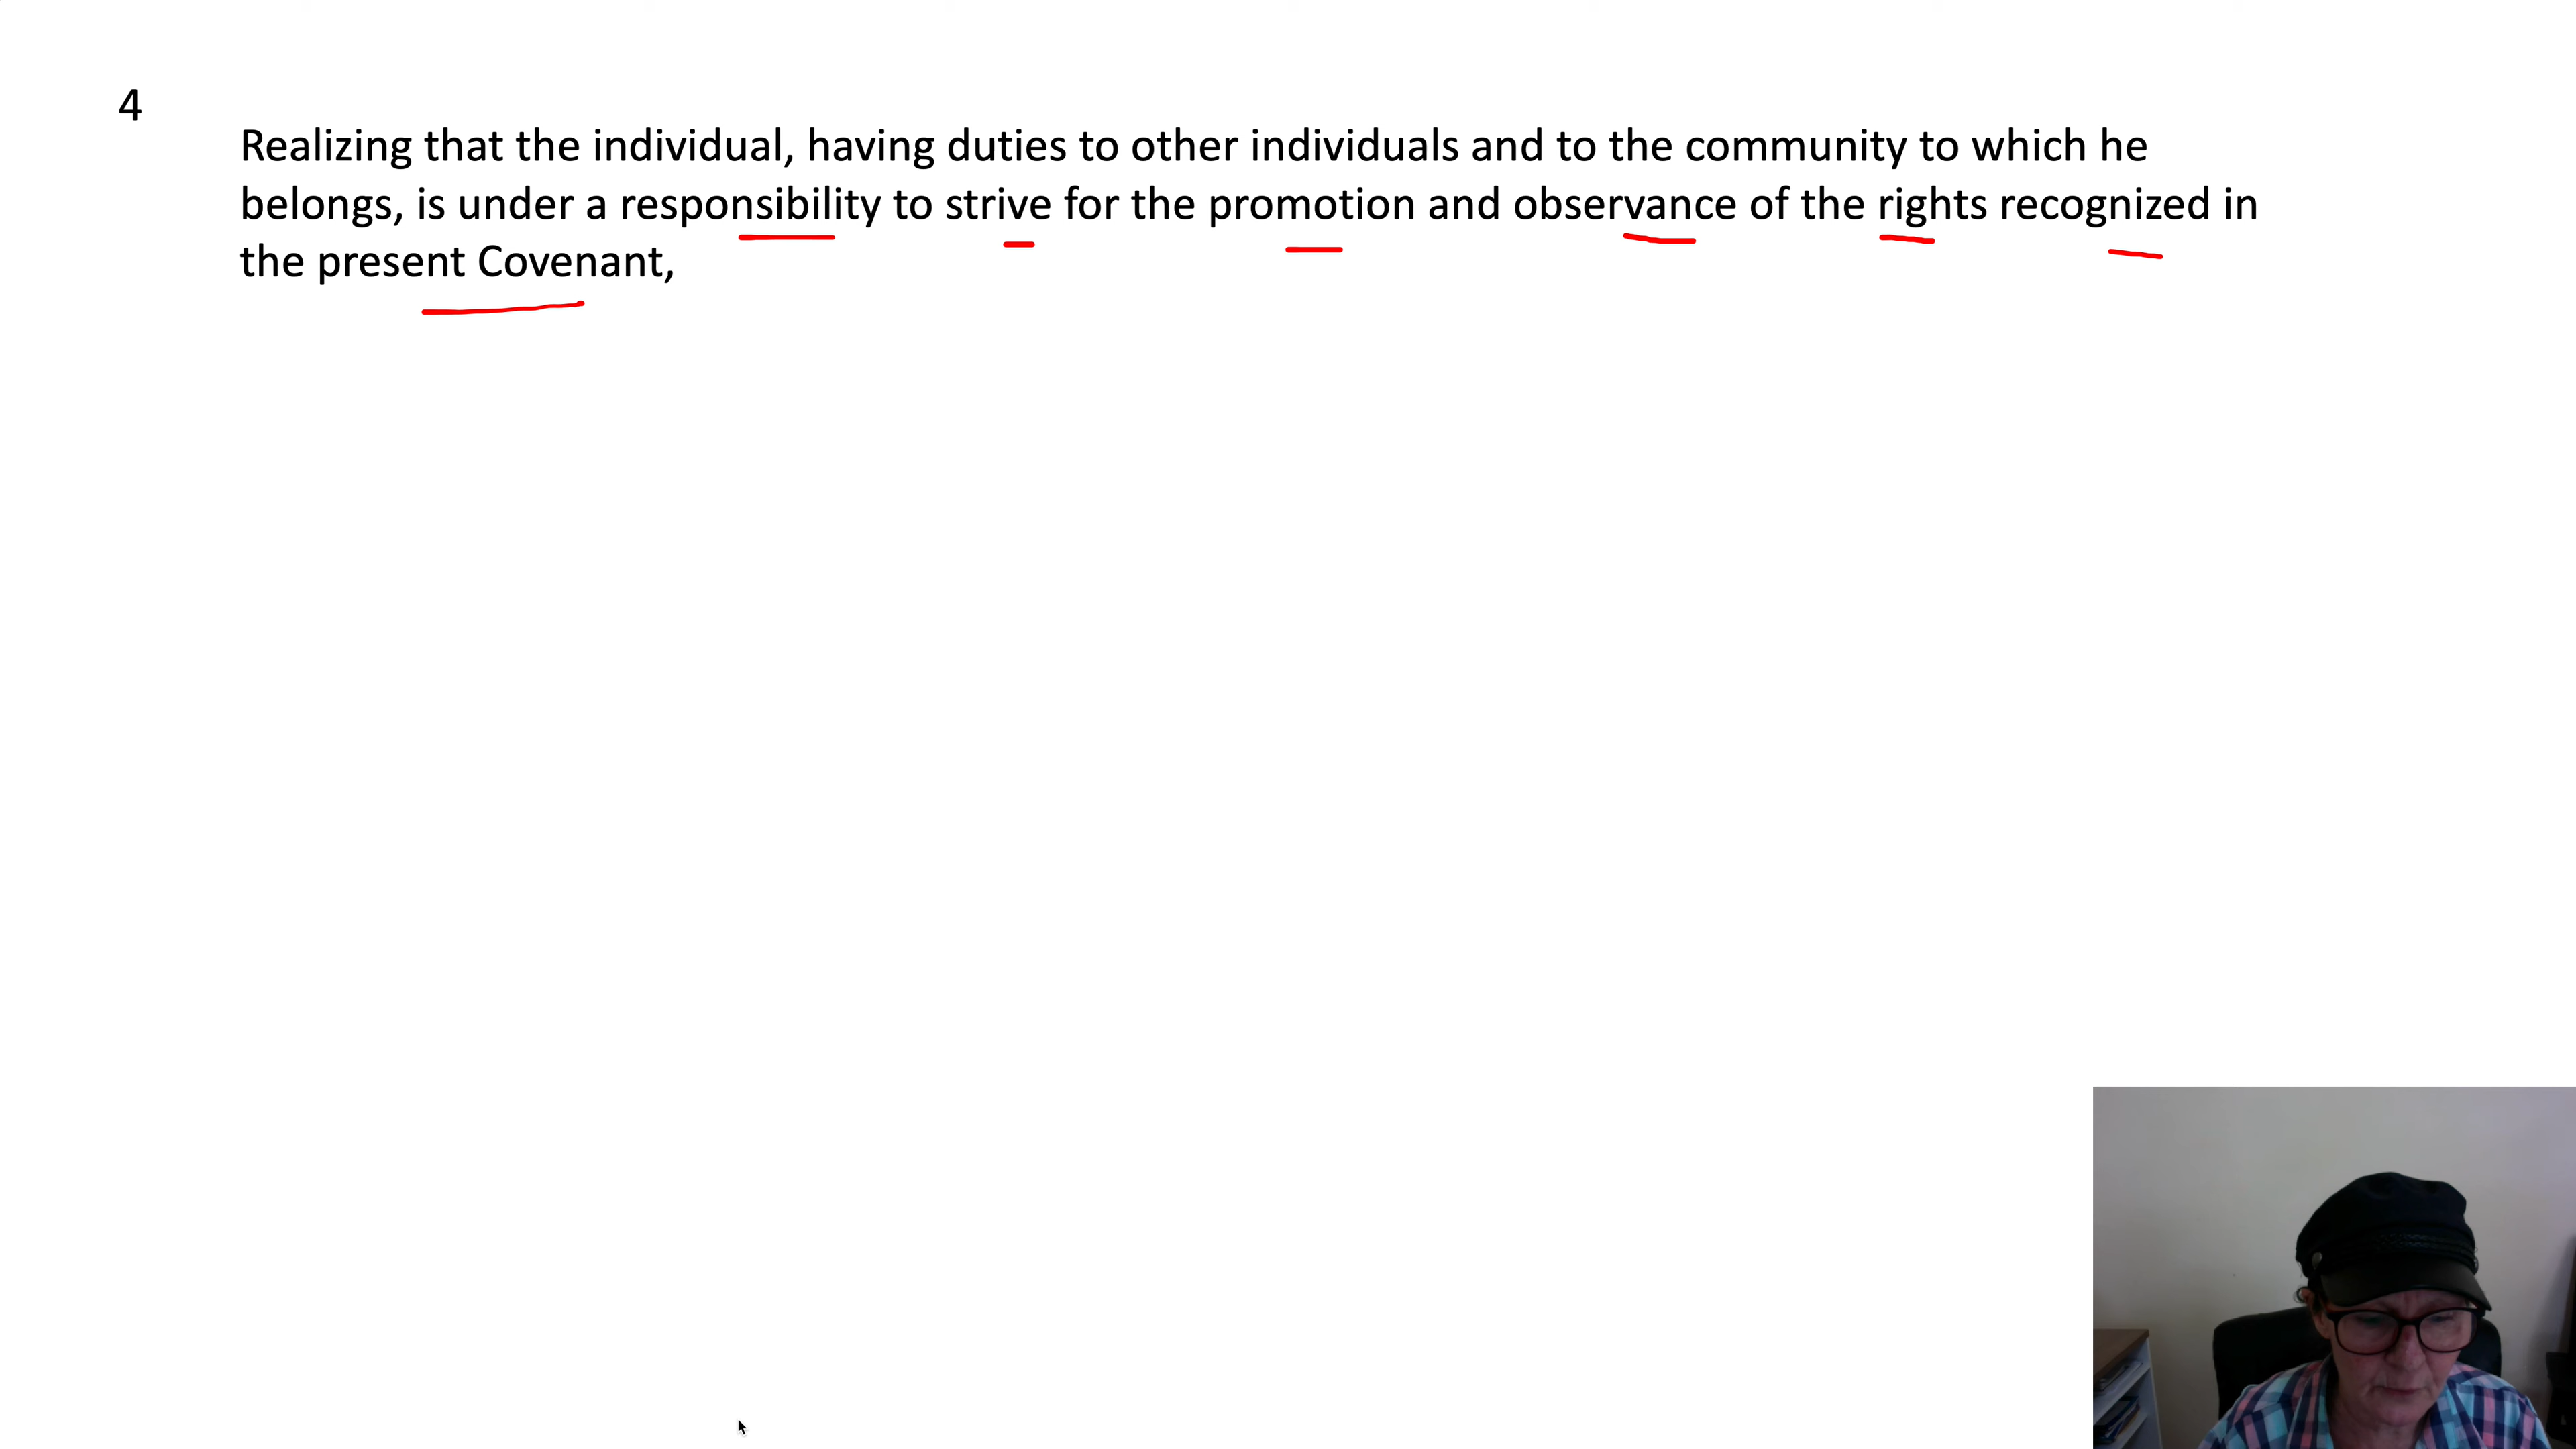 4
Realizing that the individual, having duties to other individuals and to the community to which he
belongs, is under a responsibility to strive for the promotion and observance of the rights recognized in
the present Covenant,